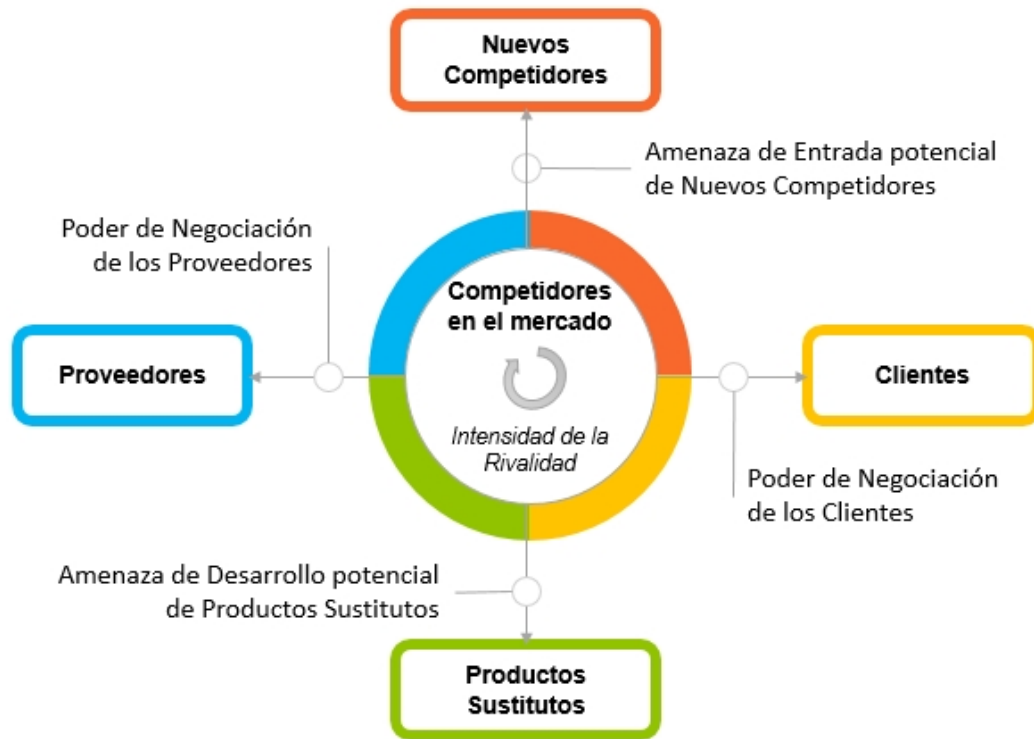 Nuevos
Competidores
Amenaza de Entrada potencial
de Nuevos Competidores
Poder de Negociación
de los Proveedores
Competidores
en el mercado
Proveedores
Clientes
Intensidad de la
Rivalidad
Poder de Negociación
de los Clientes
Amenaza de Desarrollo potencial
de Productos Sustitutos
Productos
Sustitutos